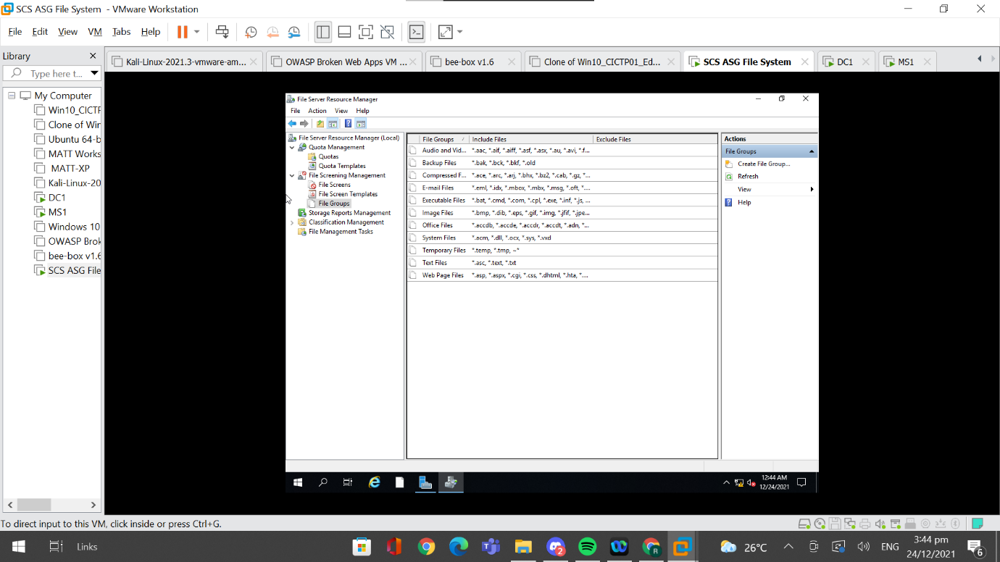 SCS ASG File System - VMware Workstation
File Edit View VM Tabs Help
Library
Type here t...
My Computer
Win10_CICTF
Clone of Wir
Ubuntu 64-b
MATT Works
MATT-XP
Kali-Linux-20
DC1
MS1
Windows 10
OWASP Brok
bee-box v1.6
SCS ASG File
Kali-Linux-2021.3-vmware-am...
OWASP Broken Web Apps VM ...
bee-box v1.6
Clone of Win10_CICTP01_Ed...
SCS ASG File System
DC1
MS1
File Server Resource Manager
File Action View Help
File Server Resource Manager (Local)
Quota Management
Quotas
Quota Templates
File Screening Management
File Screens
File Screen Templates
File Groups
Storage Reports Management
Classification Management
File Management Tasks
File Groups Include Files Exclude Files
Audio and Vid... *.aac, *.aif, *.aiff, *.asf, *.asx, *.au, *.avi, *.f...
Backup Files *.bak, *.bck, *.bkf, *.old
Compressed F... *.ace, *.arc, *.arj, *.bhx, *.bz2, *.cab, *.gz, *....
E-mail Files *.eml, *.idx, *.mbox, *.mbx, *.msg, *.oft, *....
Executable Files *.bat, *.cmd, *.com, *.cpl, *.exe, *.inf, *.js, ...
Image Files *.bmp, *.dib, *.eps, *.gif, *.img, *.jfif, *.jpe...
Office Files *.accdb, *.accde, *.accdr, *.accdt, *.adn, *....
System Files *.acm, *.dll, *.ocx, *.sys, *.vxd
Temporary Files *.temp, *.tmp, ~*
Text Files *.asc, *.text, *.txt
Web Page Files *.asp, *.aspx, *.cgi, *.css, *.dhtml, *.hta, *....
Actions
File Groups
Create File Group...
Refresh
View
Help
12:44 AM
12/24/2021
To direct input to this VM, click inside or press Ctrl+G.
Links
2
R
26°C
ENG
3:44 pm
24/12/2021
6